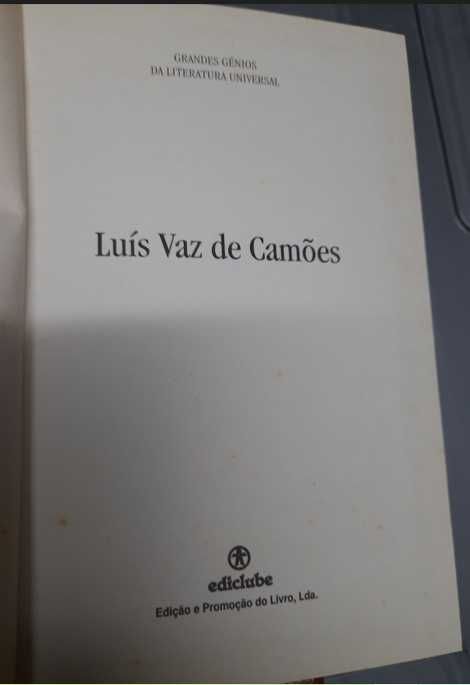 GRANDES GÉNIOS
DA LITERATURA UNIVERSAL
Luís Vaz de Camões
ediclube
Edição e Promoção do Livro, Lda.